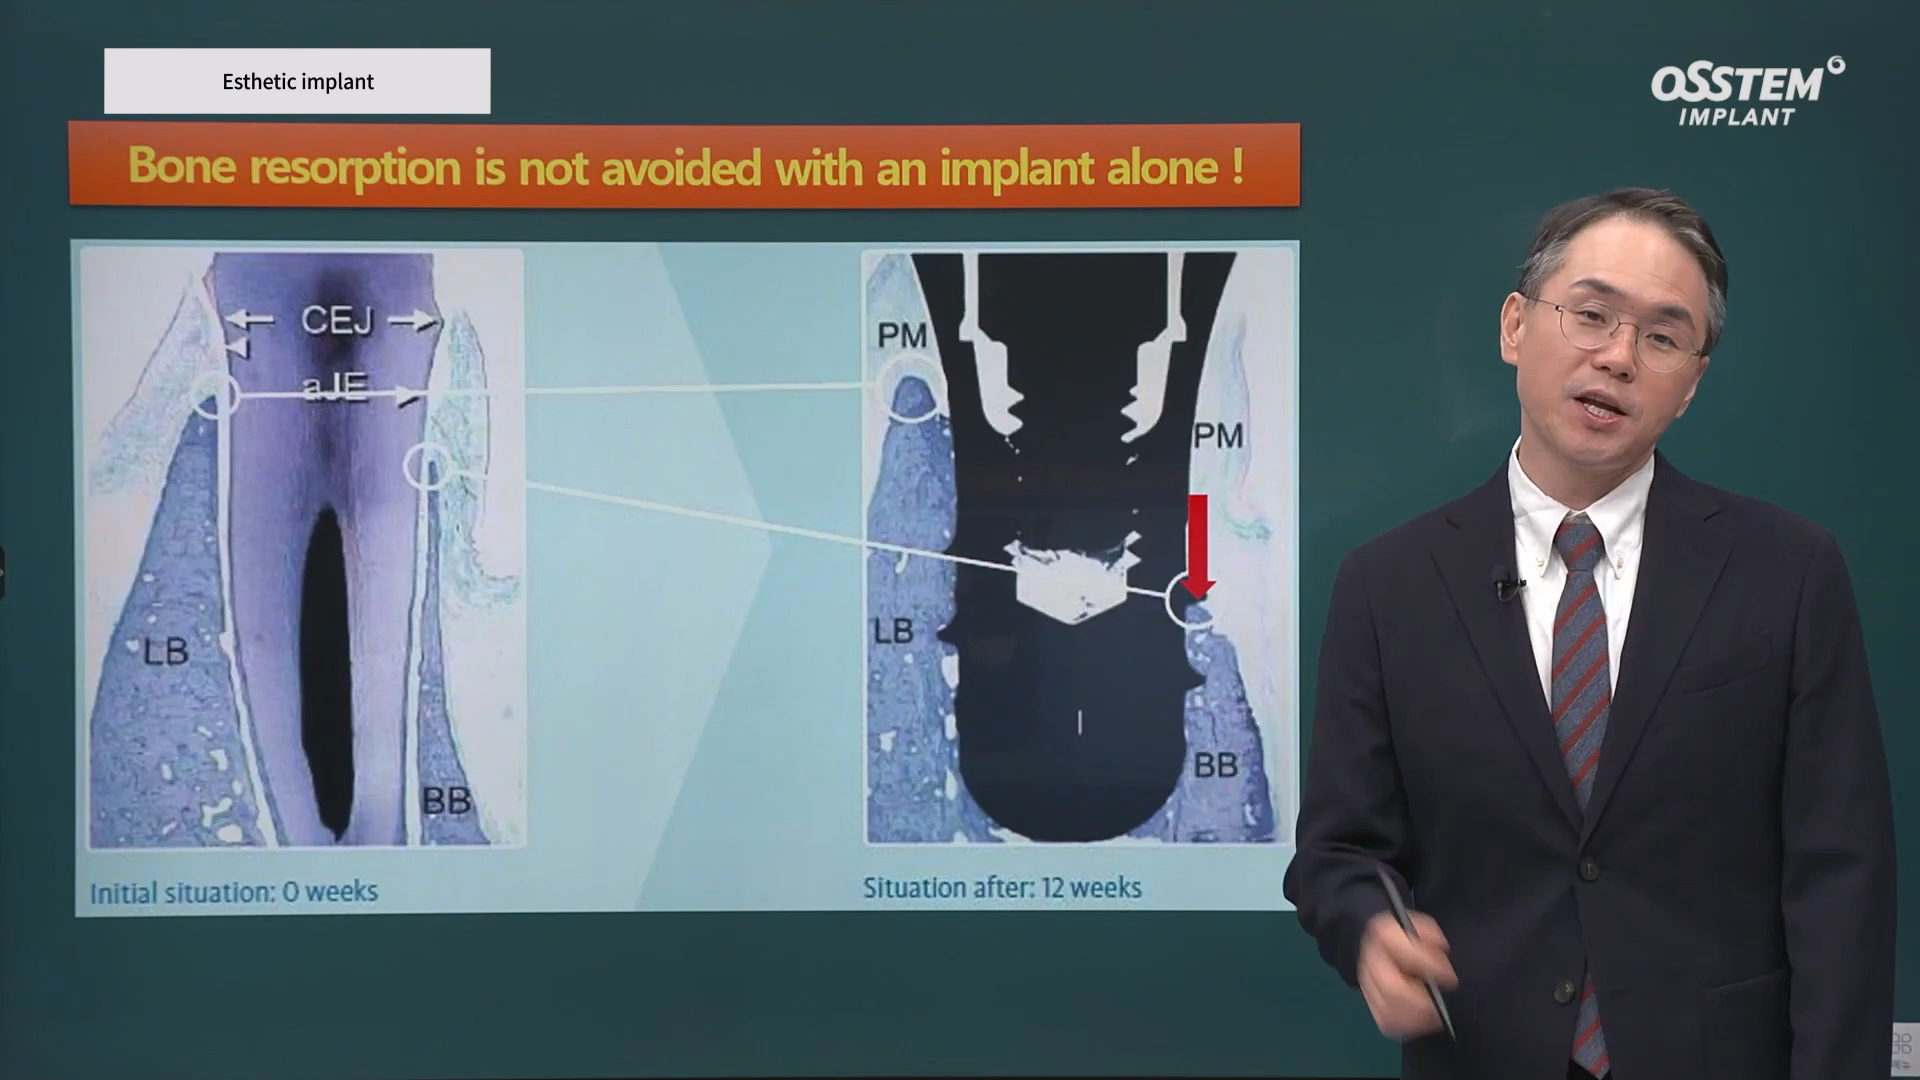 Esthetic implant
OSSTEM
IMPLANT
Bone resorption is not avoided with an implant alone !
CEJ
aJE
LB
BB
PM
PM
LB
BB
Initial situation: 0 weeks
Situation after: 12 weeks